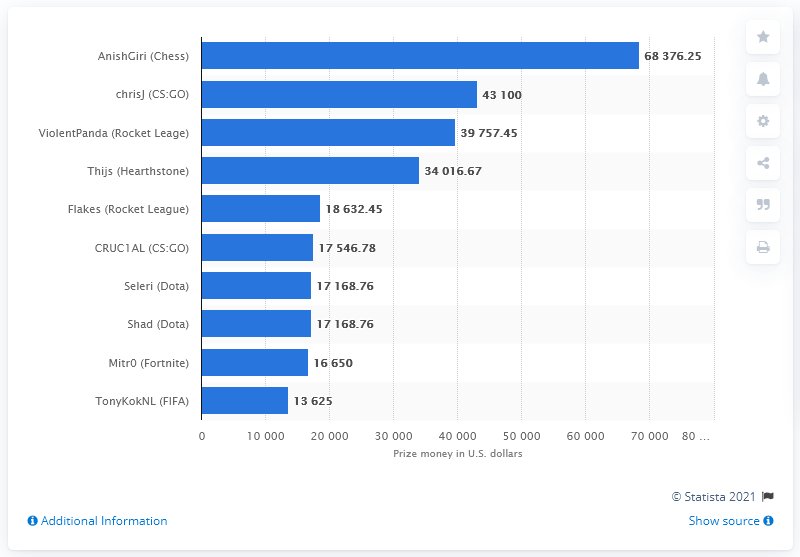 AnishGiri (Chess) 68 376.25
chrisJ (CS:GO) 43 100
ViolentPanda (Rocket Leage) 39 757.45
Thijs (Hearthstone) 34 016.67
Flakes (Rocket League) 18 632.45
CRUC1AL (CS:GO) 17 546.78
Seleri (Dota) 17 168.76
Shad (Dota) 17 168.76
Mitr0 (Fortnite) 16 650
TonyKokNL (FIFA) 13 625
0 10 000 20 000 30 000 40 000 50 000 60 000 70 000 80 ...
Prize money in U.S. dollars
© Statista 2021
Additional Information Show source